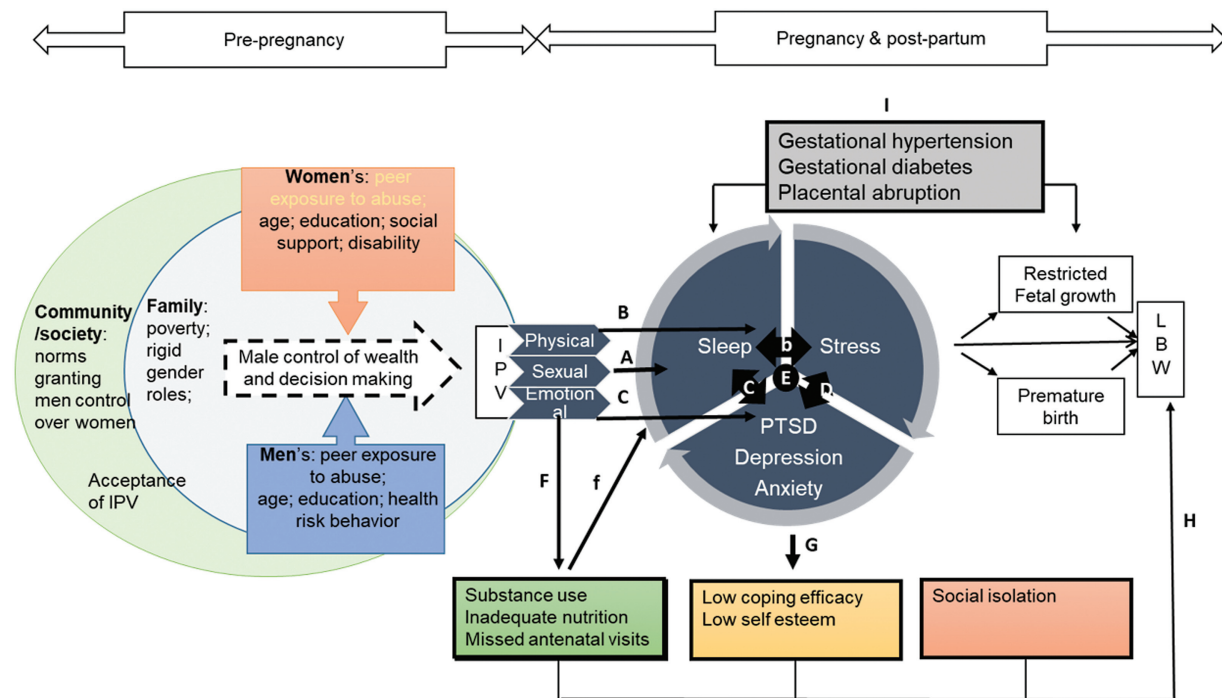 Pre-pregnancy
Pregnancy & post-partum
I
Gestational hypertension
Gestational diabetes
Placental abruption
Women's: peer
exposure to abuse;
age; education; social
support; disability
Community
/society:
norms
granting
men control
over women
Acceptance
of IPV
Family:
poverty;
rigid
gender
roles;
Male control of wealth
and decision making
Men's: peer exposure
to abuse;
age; education; health
risk behavior
I
P
V
Physical
Sexual
Emotional
nal
B
A
C
F
f
Sleep
b
Stress
E
C
D
PTSD
Depression
Anxiety
G
Restricted
Fetal growth
Premature
birth
L
B
W
H
Substance use
Inadequate nutrition
Missed antenatal visits
Low coping efficacy
Low self esteem
Social isolation